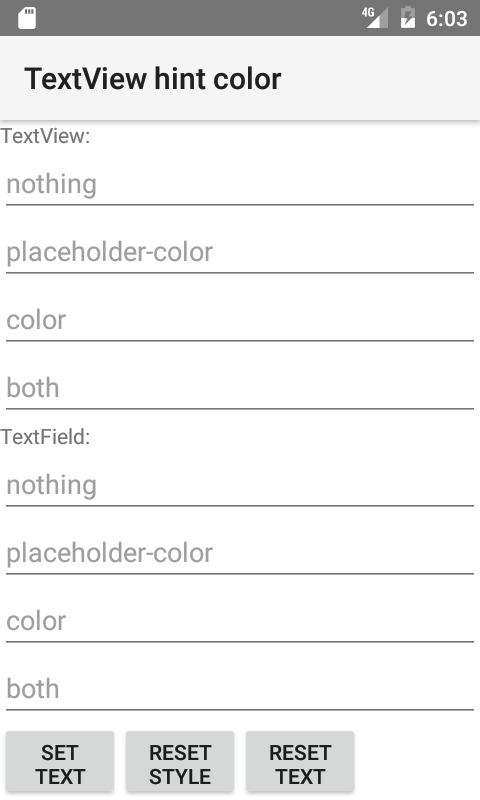 4G 6:03
TextView hint color
TextView:
nothing
placeholder-color
color
both
TextField:
nothing
placeholder-color
color
both
SET
TEXT
RESET
STYLE
RESET
TEXT